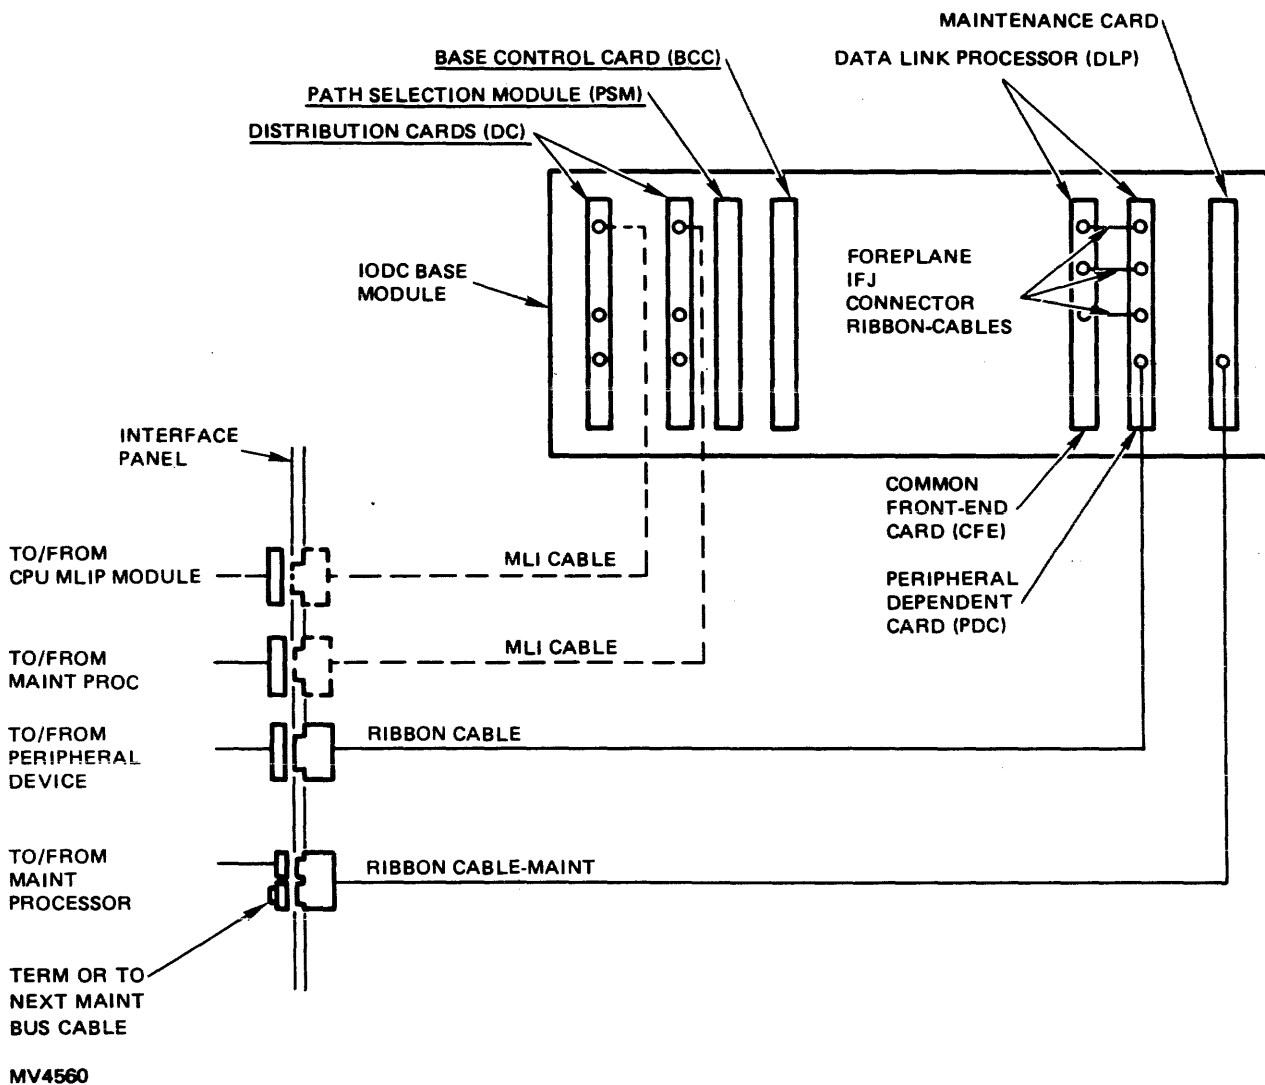 MAINTENANCE CARD
DATA LINK PROCESSOR (DLP)
BASE CONTROL CARD (BCC)
PATH SELECTION MODULE (PSM)
DISTRIBUTION CARDS (DC)
IODC BASE
MODULE
FOREPLANE
IFJ
CONNECTOR
RIBBON-CABLES
INTERFACE
PANEL
COMMON
FRONT-END
CARD (CFE)
PERIPHERAL
DEPENDENT
CARD (PDC)
TO/FROM
CPU MLIP MODULE
MLI CABLE
TO/FROM
MAINT PROC
MLI CABLE
TO/FROM
PERIPHERAL
DEVICE
RIBBON CABLE
TO/FROM
MAINT
PROCESSOR
RIBBON CABLE-MAINT
TERM OR TO
NEXT MAINT
BUS CABLE
MV4560